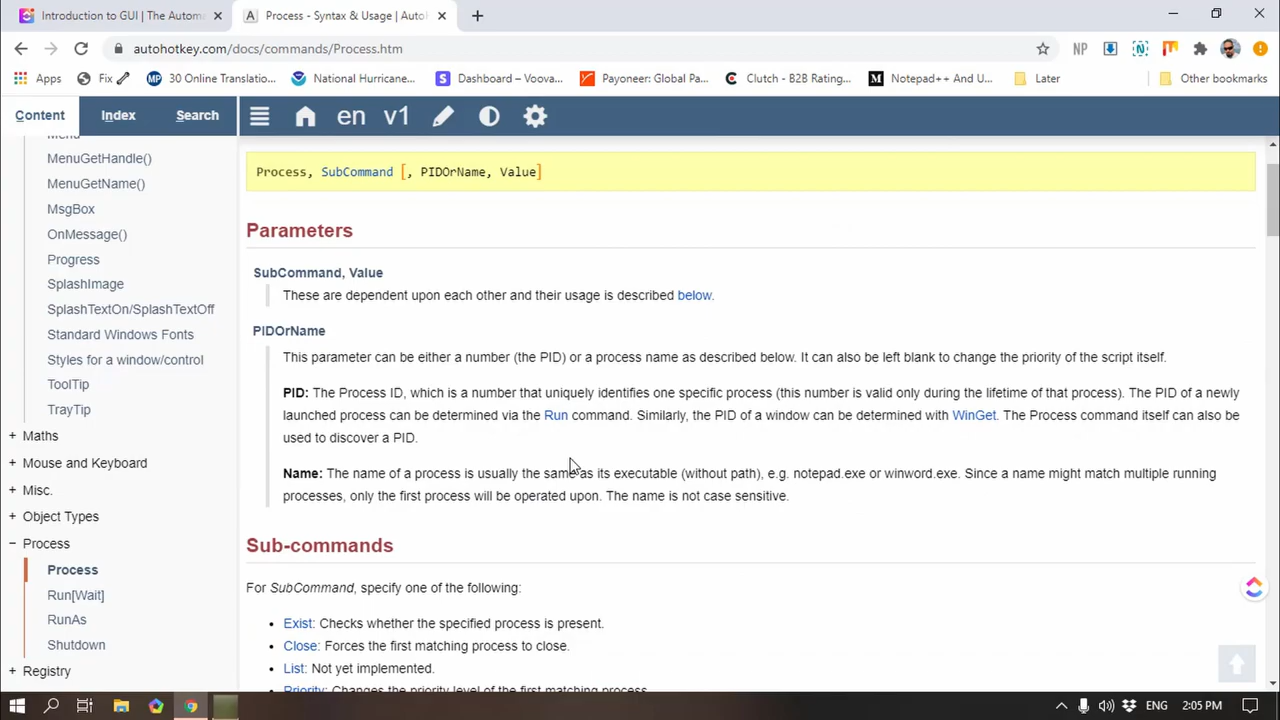 Introduction to GUI | The Autom
Process - Syntax & Usage | Auto
autohotkey.com/docs/commands/Process.htm
Apps
Fix
30 Online Translatio...
National Hurricane...
Dashboard – Voova...
Payoneer: Global Pa...
Clutch - B2B Rating...
Notepad++ And U...
Later
Other bookmarks
Content
Index
Search
en
v1
Menu
MenuGetHandle()
MenuGetName()
MsgBox
OnMessage()
Progress
SplashImage
SplashTextOn/SplashTextOff
Standard Windows Fonts
Styles for a window/control
ToolTip
TrayTip
+ Maths
+ Mouse and Keyboard
+ Misc.
+ Object Types
− Process
Process
Run[Wait]
RunAs
Shutdown
+ Registry
Process, SubCommand [, PIDOrName, Value]
Parameters
SubCommand, Value
These are dependent upon each other and their usage is described below.
PIDOrName
This parameter can be either a number (the PID) or a process name as described below. It can also be left blank to change the priority of the script itself.
PID: The Process ID, which is a number that uniquely identifies one specific process (this number is valid only during the lifetime of that process). The PID of a newly
launched process can be determined via the Run command. Similarly, the PID of a window can be determined with WinGet. The Process command itself can also be
used to discover a PID.
Name: The name of a process is usually the same as its executable (without path), e.g. notepad.exe or winword.exe. Since a name might match multiple running
processes, only the first process will be operated upon. The name is not case sensitive.
Sub-commands
For SubCommand, specify one of the following:
• Exist: Checks whether the specified process is present.
• Close: Forces the first matching process to close.
• List: Not yet implemented.
• Priority: Changes the priority level of the first matching process
ENG
2:05 PM